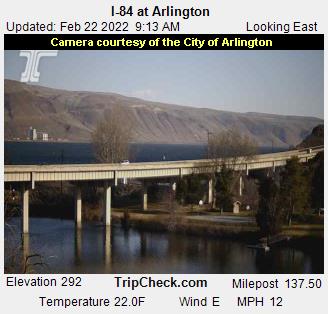 I-84 at Arlington
Updated: Feb 22 2022 9:13 AM Looking East
Camera courtesy of the City of Arlington
Elevation 292 TripCheck.com Milepost 137.50
Temperature 22.0F Wind E MPH 12